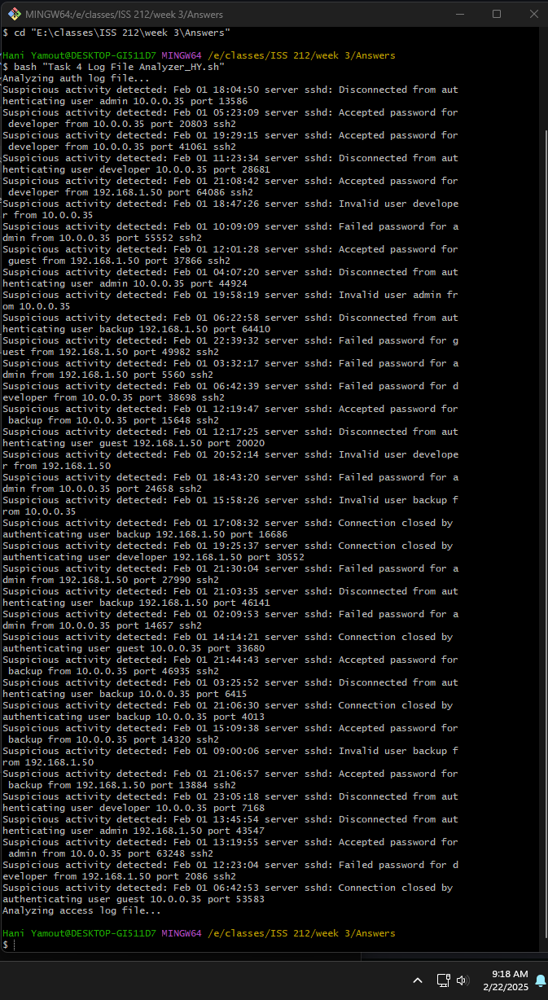 MINGW64:/e/classes/ISS 212/week 3/Answers
$ cd "E:\classes\ISS 212\week 3\Answers"
Hani Yamout@DESKTOP-GI511D7 MINGW64 /e/classes/ISS 212/week 3/Answers
$ bash "Task 4 Log File Analyzer_HY.sh"
Analyzing auth log file...
Suspicious activity detected: Feb 01 18:04:50 server sshd: Disconnected from aut
henticating user admin 10.0.0.35 port 13586
Suspicious activity detected: Feb 01 05:23:09 server sshd: Accepted password for
 developer from 10.0.0.35 port 20803 ssh2
Suspicious activity detected: Feb 01 19:29:15 server sshd: Accepted password for
 developer from 10.0.0.35 port 41061 ssh2
Suspicious activity detected: Feb 01 11:23:34 server sshd: Disconnected from aut
henticating user developer 10.0.0.35 port 28681
Suspicious activity detected: Feb 01 21:08:42 server sshd: Accepted password for
 developer from 192.168.1.50 port 64086 ssh2
Suspicious activity detected: Feb 01 18:47:26 server sshd: Invalid user develope
r from 10.0.0.35
Suspicious activity detected: Feb 01 10:09:09 server sshd: Failed password for a
dmin from 10.0.0.35 port 55552 ssh2
Suspicious activity detected: Feb 01 12:01:28 server sshd: Accepted password for
 guest from 192.168.1.50 port 37866 ssh2
Suspicious activity detected: Feb 01 04:07:20 server sshd: Disconnected from aut
henticating user admin 10.0.0.35 port 44924
Suspicious activity detected: Feb 01 19:58:19 server sshd: Invalid user admin fr
om 10.0.0.35
Suspicious activity detected: Feb 01 06:22:58 server sshd: Disconnected from aut
henticating user backup 192.168.1.50 port 64410
Suspicious activity detected: Feb 01 22:39:32 server sshd: Failed password for g
uest from 192.168.1.50 port 49982 ssh2
Suspicious activity detected: Feb 01 03:32:17 server sshd: Failed password for a
dmin from 192.168.1.50 port 5560 ssh2
Suspicious activity detected: Feb 01 06:42:39 server sshd: Failed password for d
eveloper from 10.0.0.35 port 38698 ssh2
Suspicious activity detected: Feb 01 12:19:47 server sshd: Accepted password for
 backup from 10.0.0.35 port 15648 ssh2
Suspicious activity detected: Feb 01 12:17:25 server sshd: Disconnected from aut
henticating user guest 192.168.1.50 port 20020
Suspicious activity detected: Feb 01 20:52:14 server sshd: Invalid user develope
r from 192.168.1.50
Suspicious activity detected: Feb 01 18:43:20 server sshd: Failed password for a
dmin from 10.0.0.35 port 24658 ssh2
Suspicious activity detected: Feb 01 15:58:26 server sshd: Invalid user backup f
rom 10.0.0.35
Suspicious activity detected: Feb 01 17:08:32 server sshd: Connection closed by
authenticating user backup 192.168.1.50 port 16686
Suspicious activity detected: Feb 01 19:25:37 server sshd: Connection closed by
authenticating user developer 192.168.1.50 port 30552
Suspicious activity detected: Feb 01 21:30:04 server sshd: Failed password for a
dmin from 192.168.1.50 port 27990 ssh2
Suspicious activity detected: Feb 01 21:03:35 server sshd: Disconnected from aut
henticating user backup 192.168.1.50 port 46141
Suspicious activity detected: Feb 01 02:09:53 server sshd: Failed password for a
dmin from 10.0.0.35 port 14657 ssh2
Suspicious activity detected: Feb 01 14:14:21 server sshd: Connection closed by
authenticating user guest 10.0.0.35 port 33680
Suspicious activity detected: Feb 01 21:44:43 server sshd: Accepted password for
 backup from 10.0.0.35 port 46935 ssh2
Suspicious activity detected: Feb 01 03:25:52 server sshd: Disconnected from aut
henticating user backup 10.0.0.35 port 6415
Suspicious activity detected: Feb 01 21:06:30 server sshd: Connection closed by
authenticating user backup 10.0.0.35 port 4013
Suspicious activity detected: Feb 01 15:09:38 server sshd: Accepted password for
 backup from 10.0.0.35 port 14320 ssh2
Suspicious activity detected: Feb 01 09:00:06 server sshd: Invalid user backup f
rom 192.168.1.50
Suspicious activity detected: Feb 01 21:06:57 server sshd: Accepted password for
 backup from 192.168.1.50 port 13884 ssh2
Suspicious activity detected: Feb 01 23:05:18 server sshd: Disconnected from aut
henticating user developer 10.0.0.35 port 7168
Suspicious activity detected: Feb 01 13:45:54 server sshd: Disconnected from aut
henticating user admin 192.168.1.50 port 43547
Suspicious activity detected: Feb 01 13:19:55 server sshd: Accepted password for
 admin from 10.0.0.35 port 63248 ssh2
Suspicious activity detected: Feb 01 12:23:04 server sshd: Failed password for d
eveloper from 192.168.1.50 port 2086 ssh2
Suspicious activity detected: Feb 01 06:42:53 server sshd: Connection closed by
authenticating user guest 10.0.0.35 port 53583
Analyzing access log file...
Hani Yamout@DESKTOP-GI511D7 MINGW64 /e/classes/ISS 212/week 3/Answers
$
9:18 AM
2/22/2025